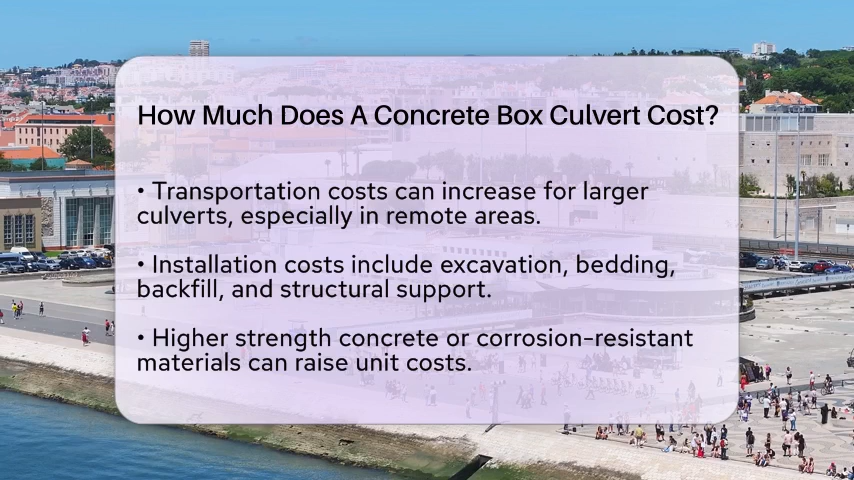 How Much Does A Concrete Box Culvert Cost?
• Transportation costs can increase for larger
culverts, especially in remote areas.
• Installation costs include excavation, bedding,
backfill, and structural support.
• Higher strength concrete or corrosion-resistant
materials can raise unit costs.